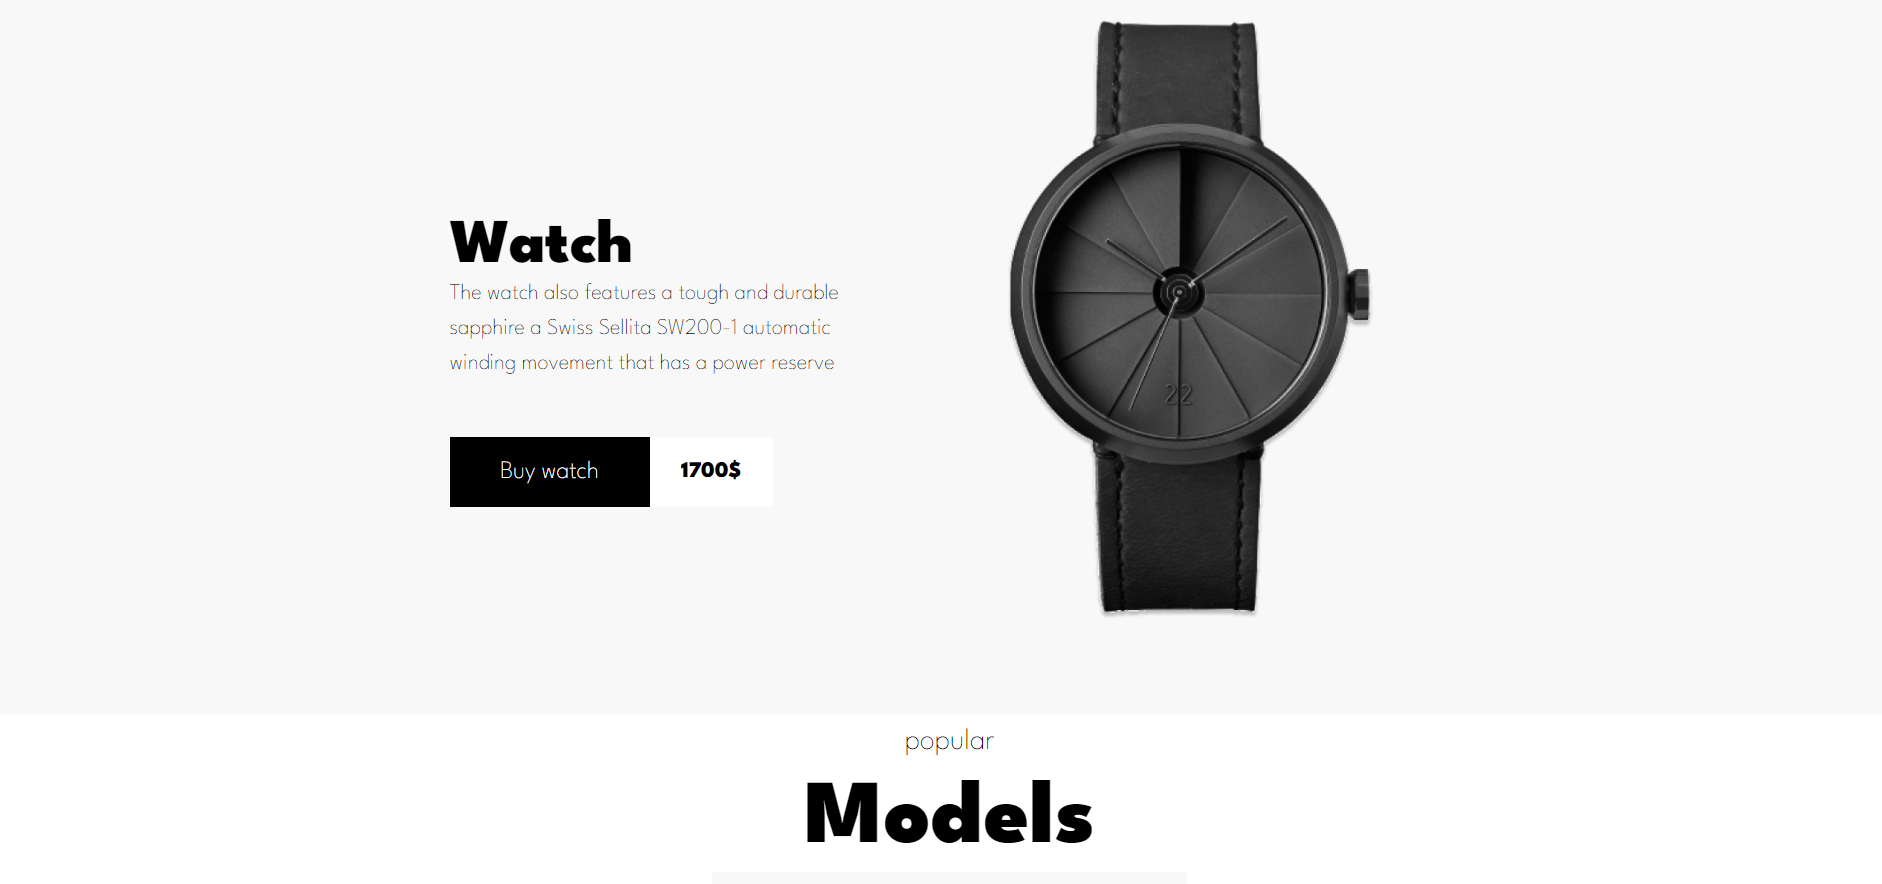 Watch
The watch also features a tough and durable
sapphire a Swiss Sellita SW200-1 automatic
winding movement that has a power reserve
Buy watch
1700$
22
popular
Models